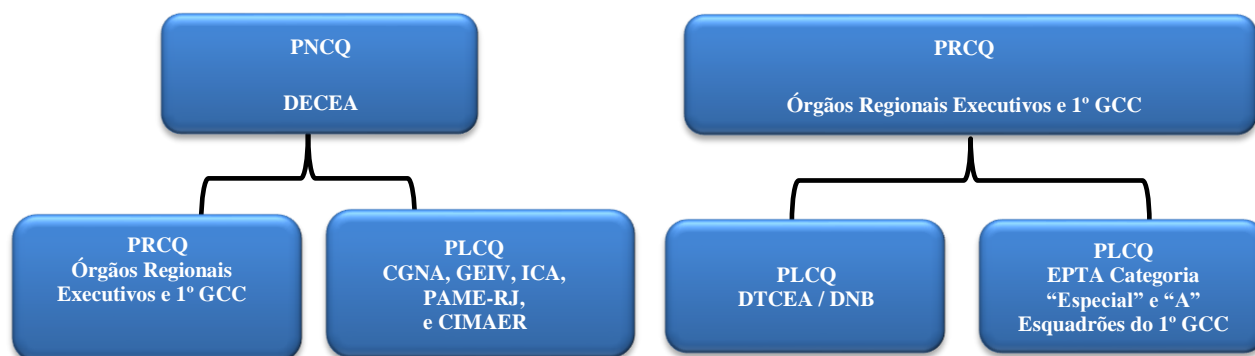 PNCQ
DECEA
PRCQ
Órgãos Regionais Executivos e 1º GCC
PRCQ
Órgãos Regionais
Executivos e 1º GCC
PLCQ
CGNA, GEIV, ICA,
PAME-RJ,
e CIMAER
PLCQ
DTCEA / DNB
PLCQ
EPTA Categoria
“Especial” e “A”
Esquadrões do 1º GCC